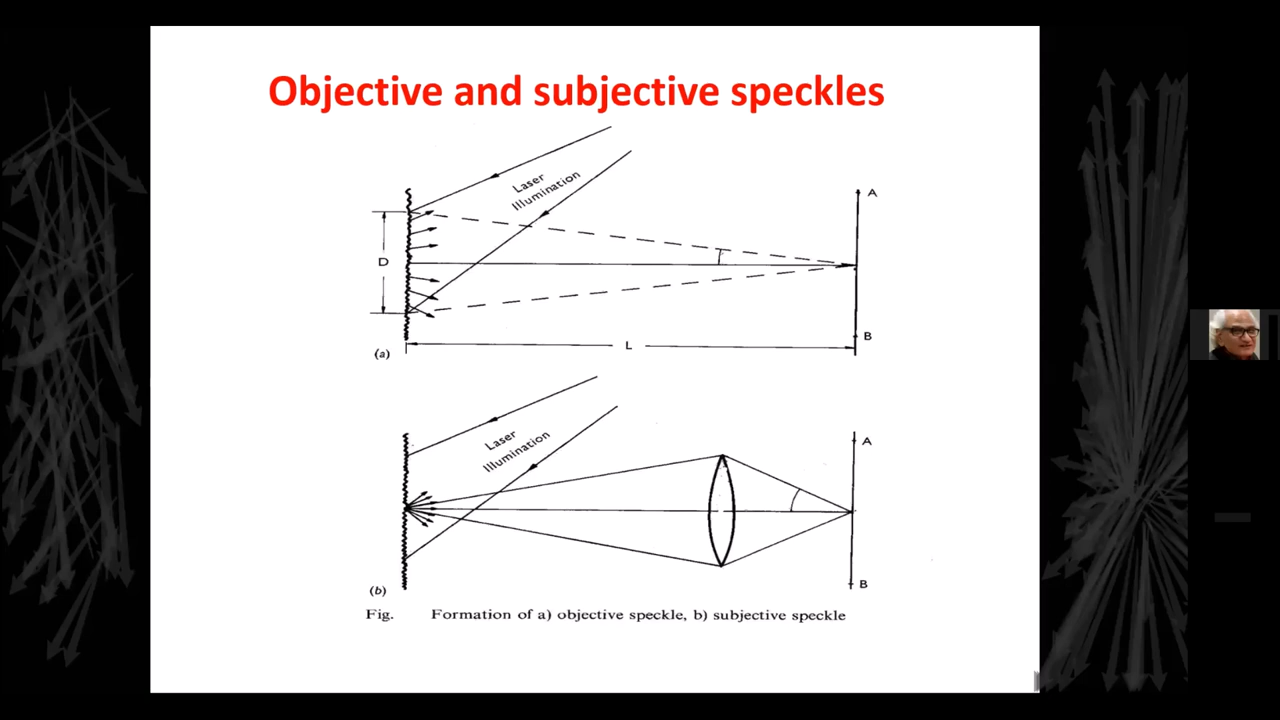 Objective and subjective speckles
Laser
Illumination
A
D
B
L
(a)
Laser
Illumination
A
B
(b)
Fig. Formation of a) objective speckle, b) subjective speckle